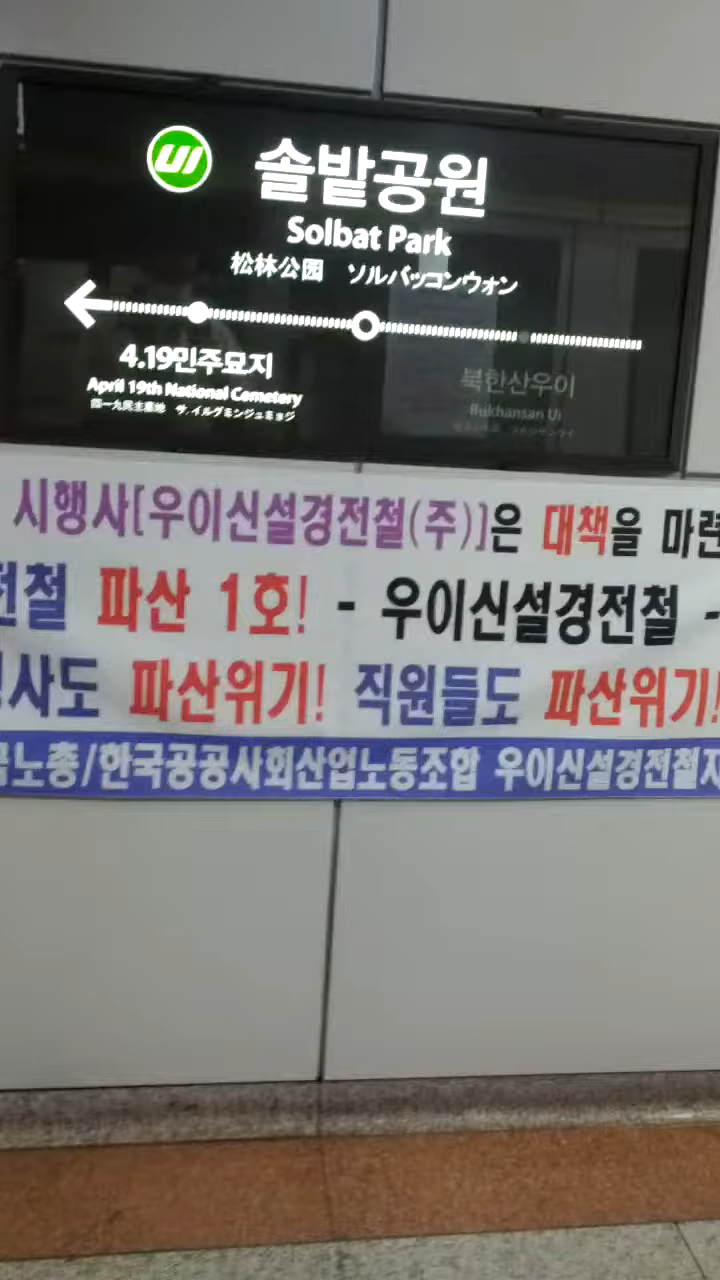 UI 솔밭공원
Solbat Park
松林公园 ソルバッコンウォン
4.19민주묘지
April 19th National Cemetery
四一九民主墓地 サ.イルグミンジュミョジ
북한산우이
Bukhansan Ui
시행사[우이신설경전철(주)]은 대책을 마련
전철 파산 1호! - 우이신설경전철 -
사도 파산위기! 직원들도 파산위기!
노총/한국공공사회산업노동조합 우이신설경전철지